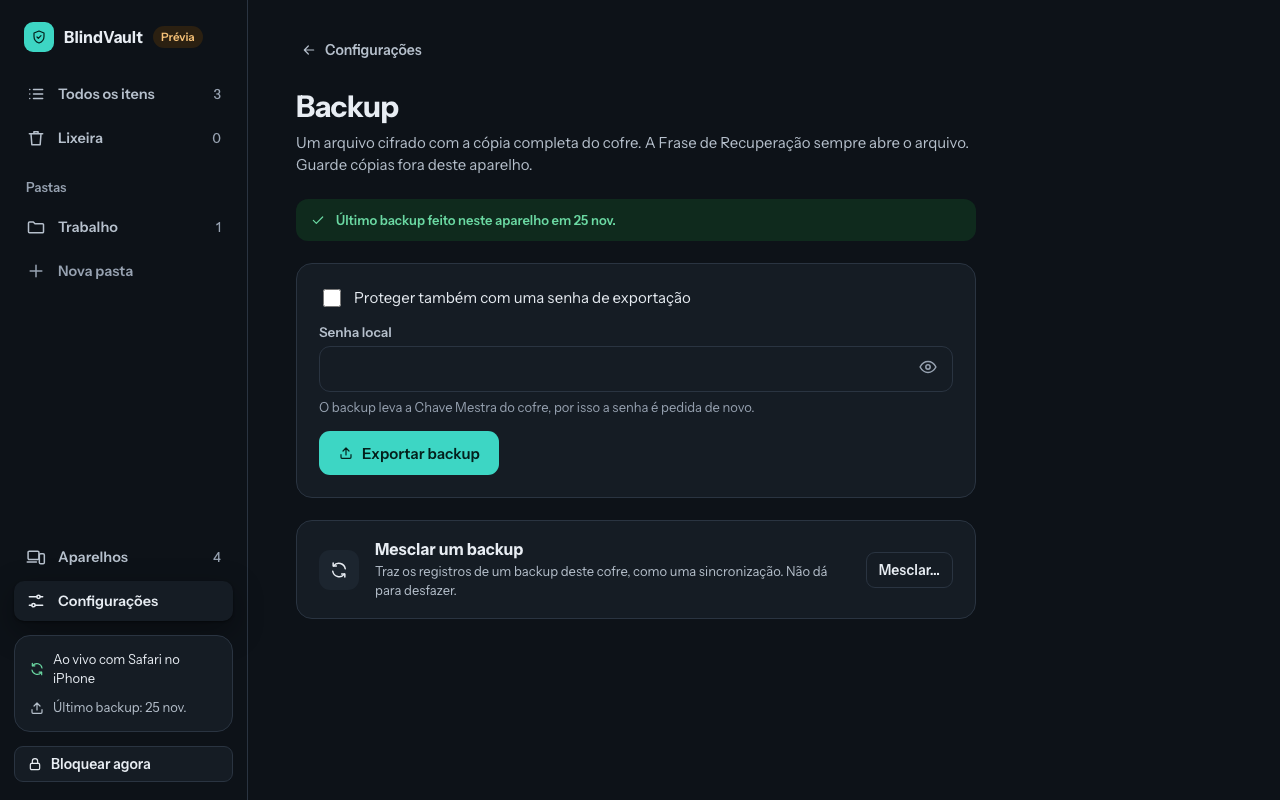 BlindVault Prévia
Todos os itens 3
Lixeira 0
Pastas
Trabalho 1
Nova pasta
Aparelhos 4
Configurações
Ao vivo com Safari no
iPhone
Último backup: 25 nov.
Bloquear agora
Configurações
Backup
Um arquivo cifrado com a cópia completa do cofre. A Frase de Recuperação sempre abre o arquivo.
Guarde cópias fora deste aparelho.
Último backup feito neste aparelho em 25 nov.
Proteger também com uma senha de exportação
Senha local
O backup leva a Chave Mestra do cofre, por isso a senha é pedida de novo.
Exportar backup
Mesclar um backup
Traz os registros de um backup deste cofre, como uma sincronização. Não dá
para desfazer.
Mesclar...